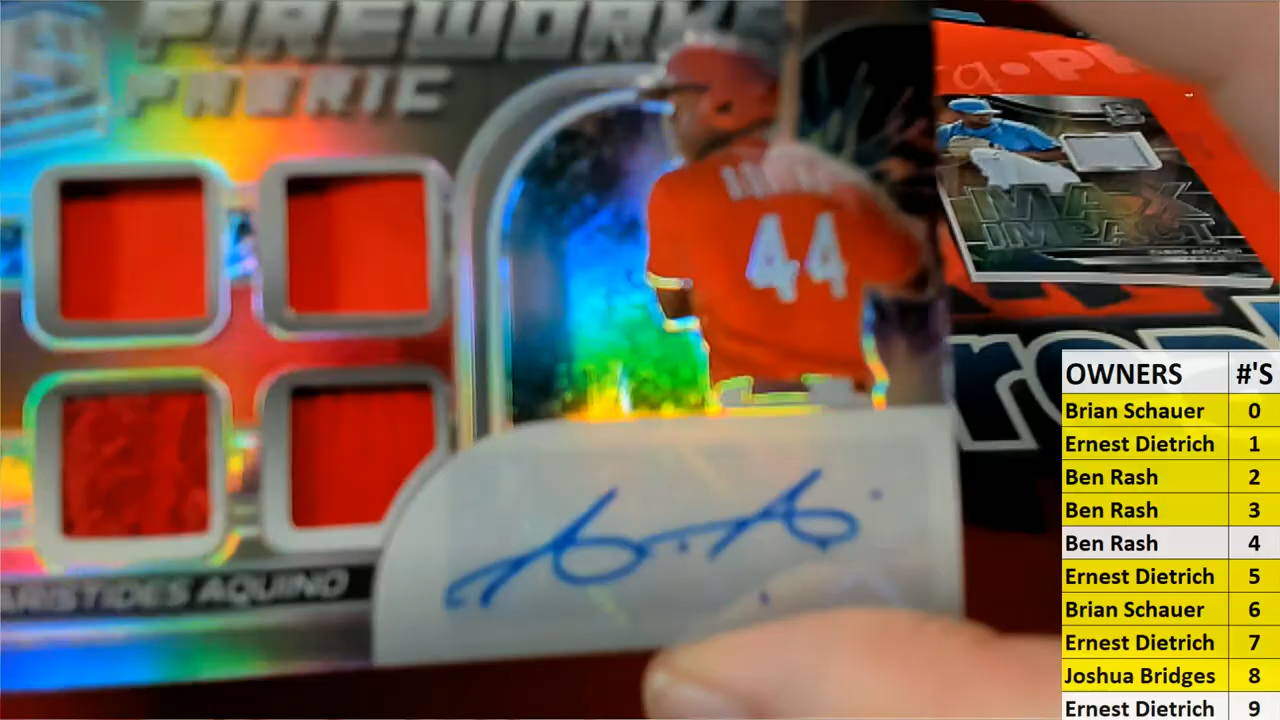 FIREWORKS
FABRIC
44
ARISTIDES AQUINO
MAX
IMPACT
OWNERS #'S
Brian Schauer 0
Ernest Dietrich 1
Ben Rash 2
Ben Rash 3
Ben Rash 4
Ernest Dietrich 5
Brian Schauer 6
Ernest Dietrich 7
Joshua Bridges 8
Ernest Dietrich 9